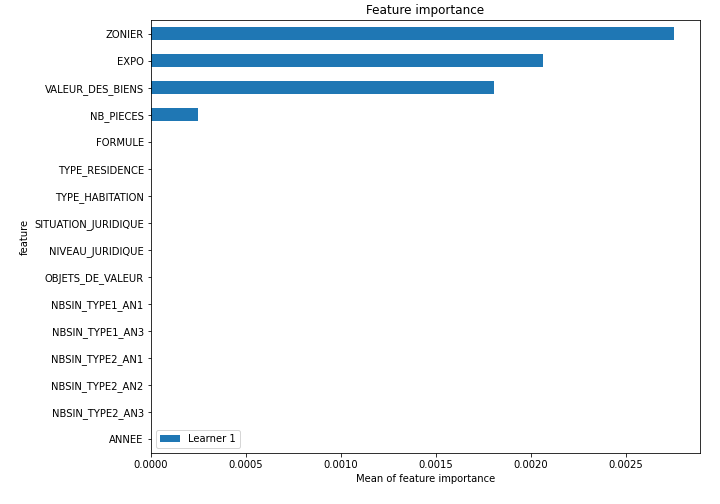 Feature importance
ZONIER
EXPO
VALEUR_DES_BIENS
NB_PIECES
FORMULE
TYPE_RESIDENCE
TYPE_HABITATION
SITUATION_JURIDIQUE
NIVEAU_JURIDIQUE
OBJETS_DE_VALEUR
NBSIN_TYPE1_AN1
NBSIN_TYPE1_AN3
NBSIN_TYPE2_AN1
NBSIN_TYPE2_AN2
NBSIN_TYPE2_AN3
ANNEE
feature
Learner 1
0.0000 0.0005 0.0010 0.0015 0.0020 0.0025
Mean of feature importance